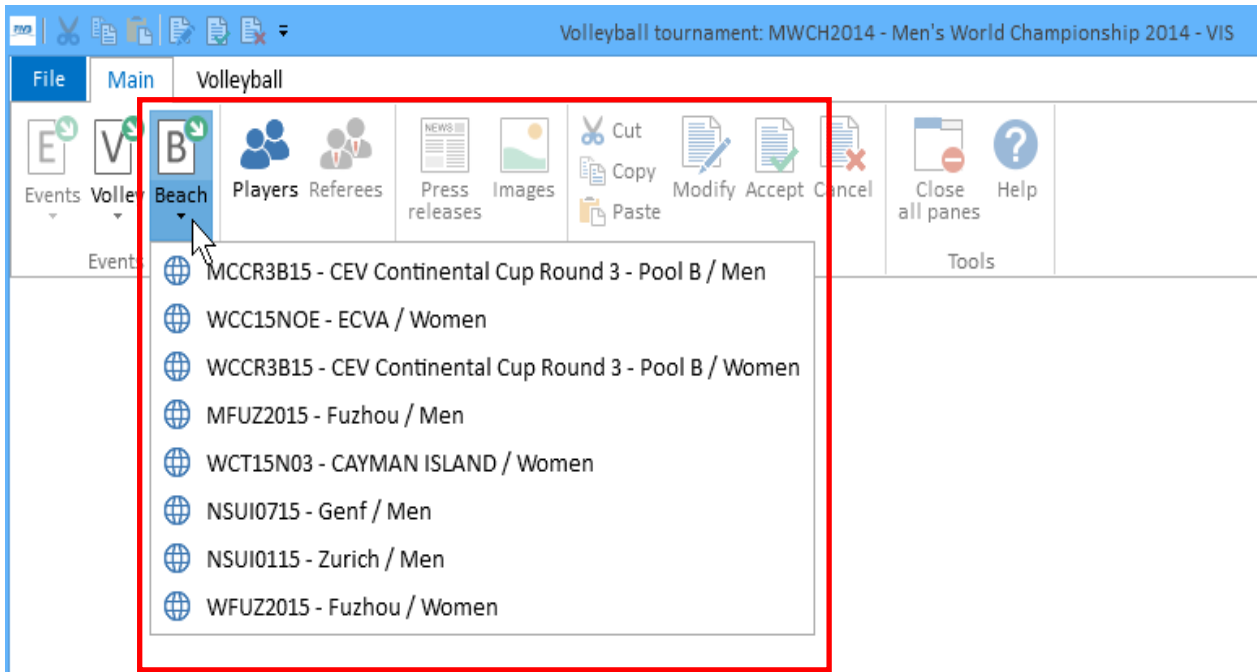 FIVB
Volleyball tournament: MWCH2014 - Men's World Championship 2014 - VIS
File Main Volleyball
E V B
NEWS
Events Volley Beach Players Referees Press releases Images Cut Copy Paste Modify Accept Cancel Close all panes Help
Events Tools
MCCR3B15 - CEV Continental Cup Round 3 - Pool B / Men
WCC15NOE - ECVA / Women
WCCR3B15 - CEV Continental Cup Round 3 - Pool B / Women
MFUZ2015 - Fuzhou / Men
WCT15N03 - CAYMAN ISLAND / Women
NSUI0715 - Genf / Men
NSUI0115 - Zurich / Men
WFUZ2015 - Fuzhou / Women